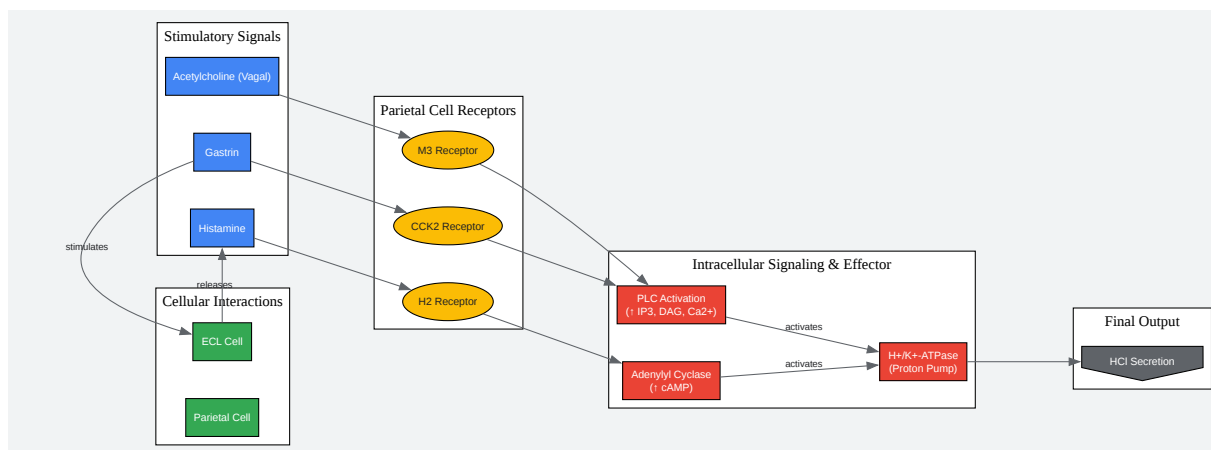 Stimulatory Signals
Acetylcholine (Vagal)
Gastrin
Histamine
stimulates
releases
Cellular Interactions
ECL Cell
Parietal Cell
Parietal Cell Receptors
M3 Receptor
CCK2 Receptor
H2 Receptor
Intracellular Signaling & Effector
PLC Activation
(↑ IP3, DAG, Ca2+)
activates
Adenylyl Cyclase
(↑ cAMP)
activates
H+/K+-ATPase
(Proton Pump)
Final Output
HCl Secretion